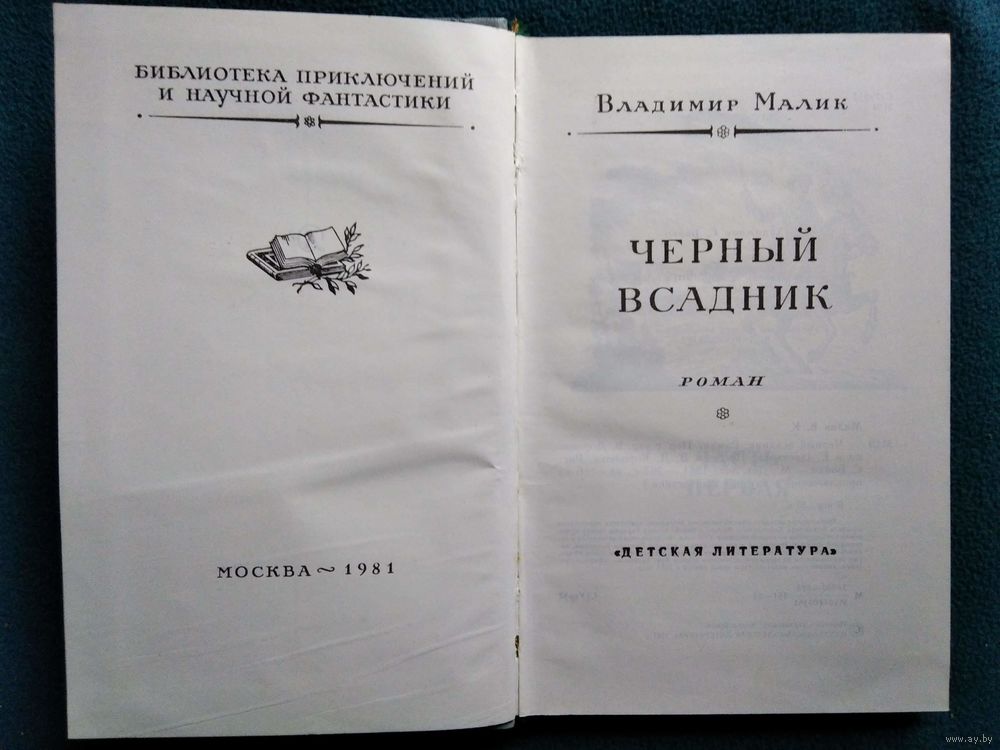 БИБЛИОТЕКА ПРИКЛЮЧЕНИЙ
И НАУЧНОЙ ФАНТАСТИКИ
МОСКВА ~ 1981
ВЛАДИМИР МАЛИК
ЧЕРНЫЙ
ВСАДНИК
РОМАН
«ДЕТСКАЯ ЛИТЕРАТУРА»
www.ay.by